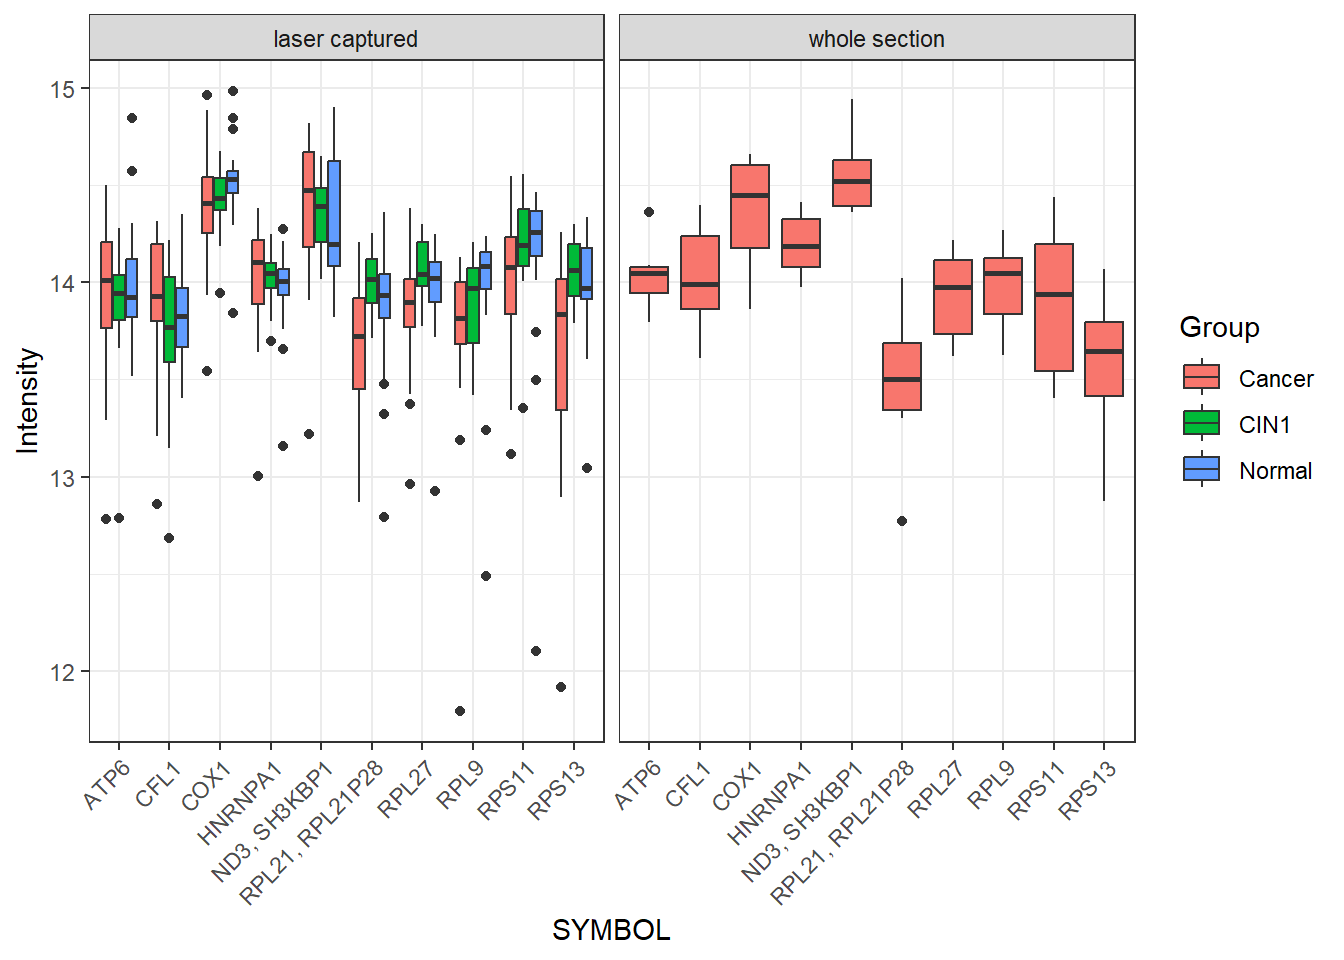 laser captured
whole section
15
14
13
12
Intensity
ATP6
CFL1
COX1
HNRNPA1
ND3, SH3KBP1
RPL21, RPL21P28
RPL27
RPL9
RPS11
RPS13
ATP6
CFL1
COX1
HNRNPA1
ND3, SH3KBP1
RPL21, RPL21P28
RPL27
RPL9
RPS11
RPS13
SYMBOL
Group
Cancer
CIN1
Normal